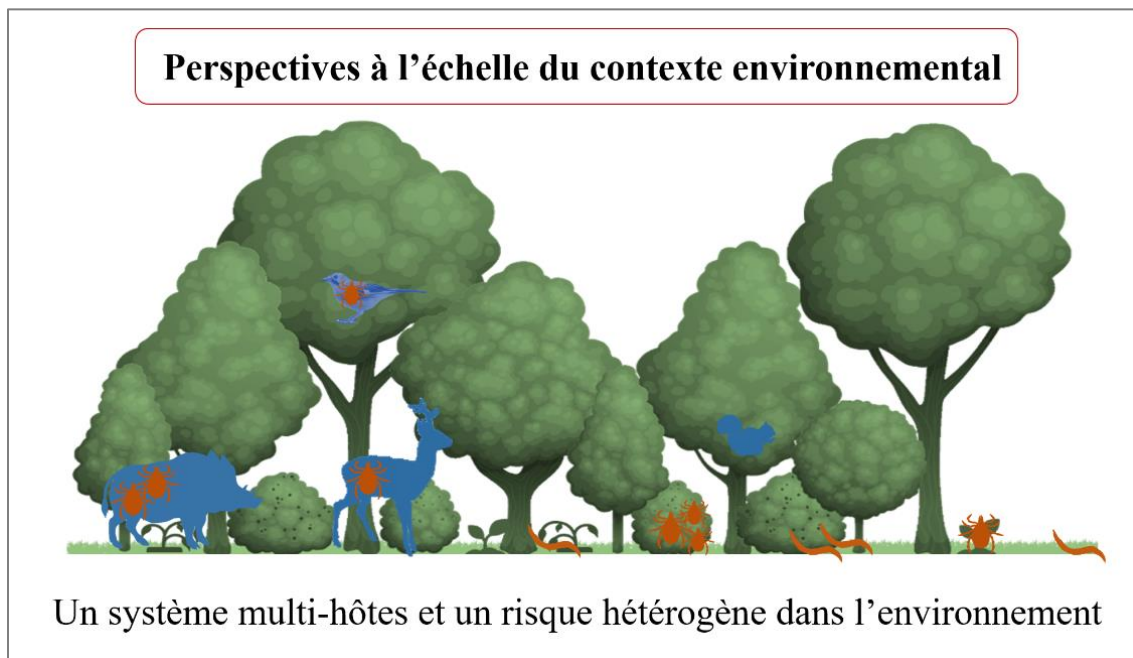 Perspectives à l’échelle du contexte environnemental
Un système multi-hôtes et un risque hétérogène dans l’environnement